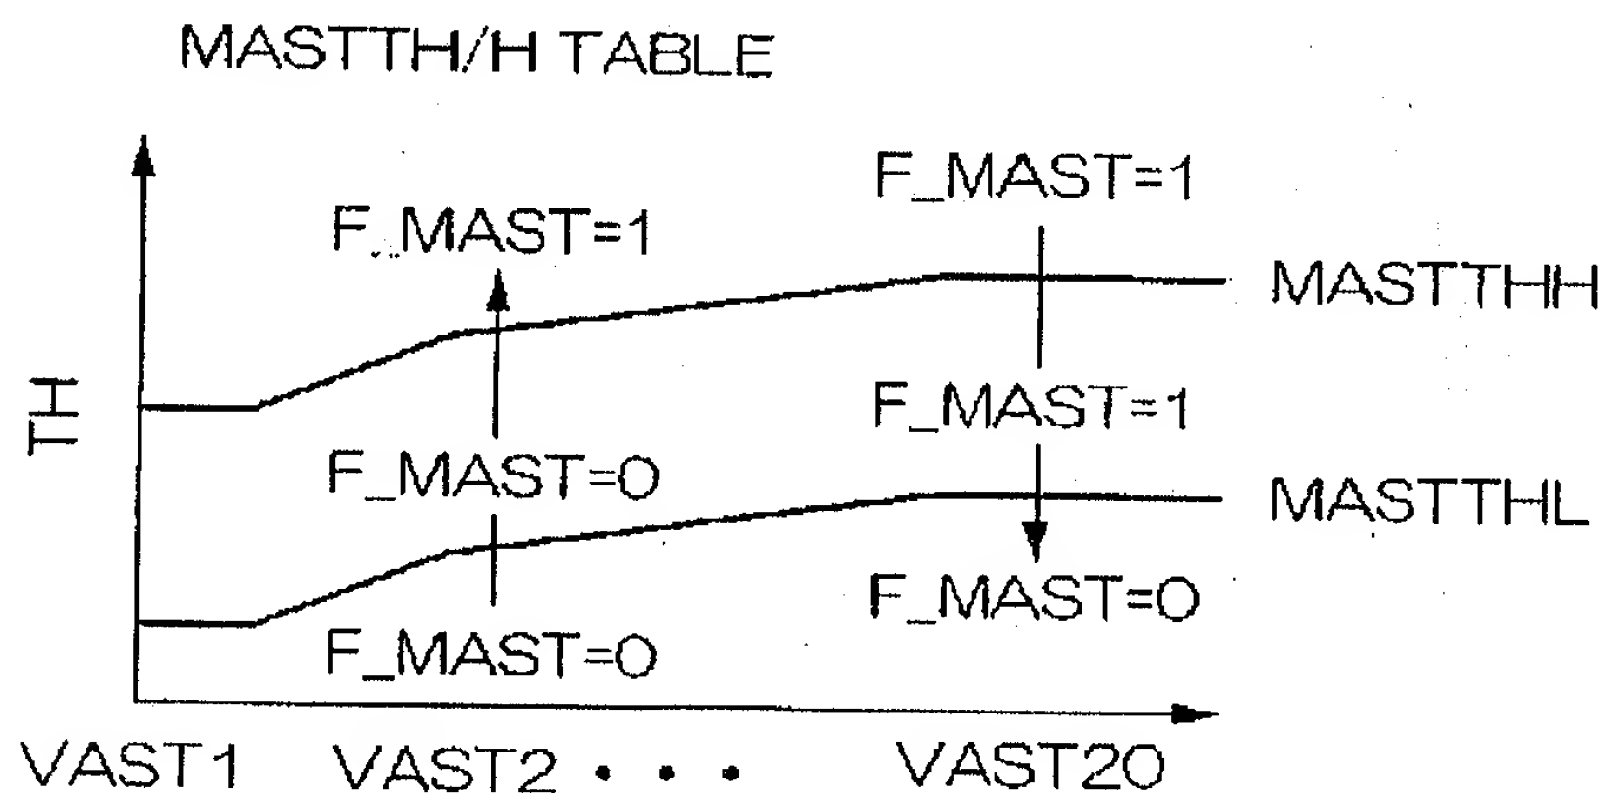 MASTTH/H TABLE
F_MAST=1
F_MAST=1
MASTTHH
TH
F_MAST=1
F_MAST=0
MASTTHL
F_MAST=0
F_MAST=0
VAST1 VAST2 • • • VAST20